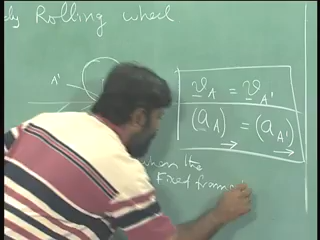 Rolling wheel
A'
v_A = v_A'
(a_A) = (a_A')
when the
Fixed frame